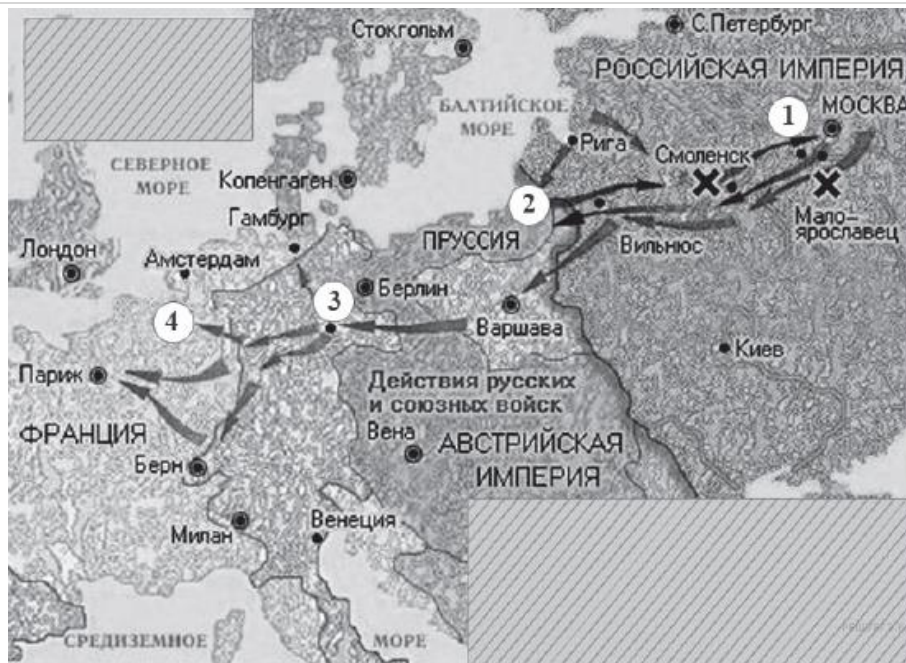 Стокгольм
С.Петербург
РОССИЙСКАЯ ИМПЕРИЯ
1
МОСКВА
БАЛТИЙСКОЕ
МОРЕ
Рига
Смоленск
СЕВЕРНОЕ
МОРЕ
Копенгаген
2
Мало-
ярославец
Гамбург
ПРУССИЯ
Вильнюс
Лондон
Амстердам
Берлин
3
4
Варшава
Киев
Париж
Действия русских
и союзных войск
ФРАНЦИЯ
Вена
АВСТРИЙСКАЯ
ИМПЕРИЯ
Берн
Милан
Венеция
СРЕДИЗЕМНОЕ
МОРЕ